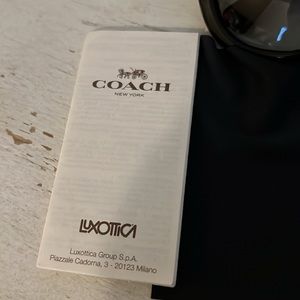 COACH
NEW YORK
LUXOTTICA
Luxottica Group S.p.A.
Piazzale Cadorna, 3 - 20123 Milano